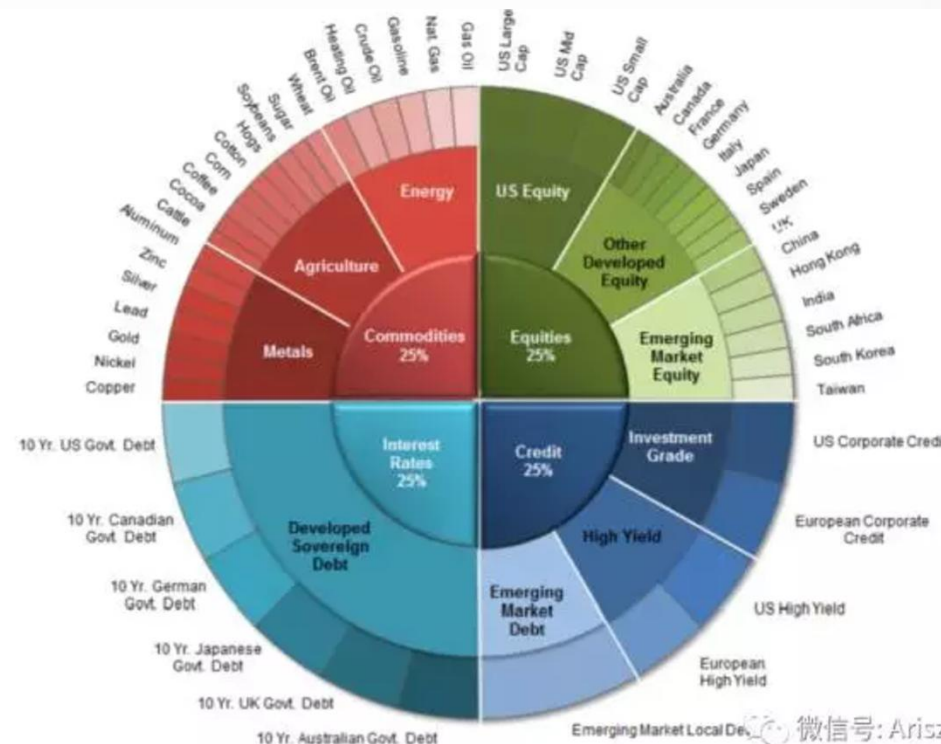 Gas Oil
Nat. Gas
Gasoline
Crude Oil
Heating Oil
Brent Oil
Wheat
Sugar
Soybeans
Hogs
Cotton
Corn
Coffee
Cocoa
Cattle
Aluminum
Zinc
Silver
Lead
Gold
Nickel
Copper
US Large
Cap
US Mid
Cap
US Small
Cap
Australia
Canada
France
Germany
Italy
Japan
Spain
Sweden
UK
China
Hong Kong
India
South Africa
South Korea
Taiwan
Energy
Agriculture
Metals
Commodities
25%
US Equity
Other
Developed
Equity
Emerging
Market
Equity
Equities
25%
Interest
Rates
25%
Developed
Sovereign
Debt
Credit
25%
Investment
Grade
High Yield
Emerging
Market
Debt
10 Yr. US Govt. Debt
10 Yr. Canadian
Govt. Debt
10 Yr. German
Govt. Debt
10 Yr. Japanese
Govt. Debt
10 Yr. UK Govt. Debt
10 Yr. Australian Govt. Debt
US Corporate Credi
European Corporate
Credit
US High Yield
European
High Yield
Emerging Market Local
微信号: Arisz